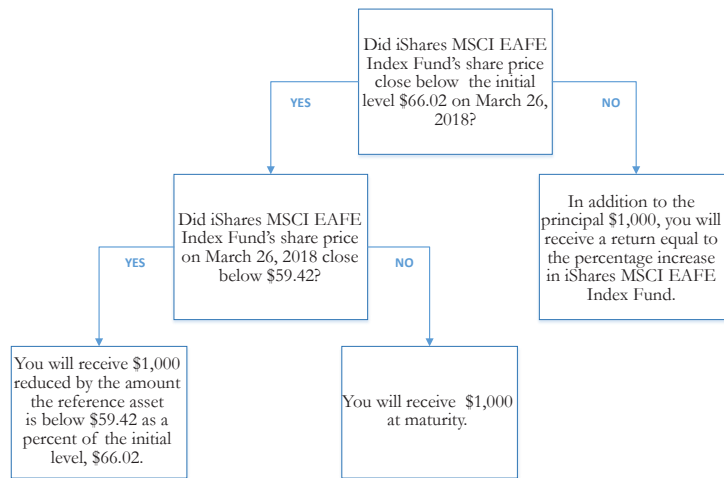 Did iShares MSCI EAFE
Index Fund's share price
close below the initial
level $66.02 on March 26,
2018?
YES
NO
Did iShares MSCI EAFE
Index Fund's share price
on March 26, 2018 close
below $59.42?
In addition to the
principal $1,000, you will
receive a return equal to
the percentage increase
in iShares MSCI EAFE
Index Fund.
YES
NO
You will receive $1,000
reduced by the amount
the reference asset
is below $59.42 as a
percent of the initial
level, $66.02.
You will receive $1,000
at maturity.